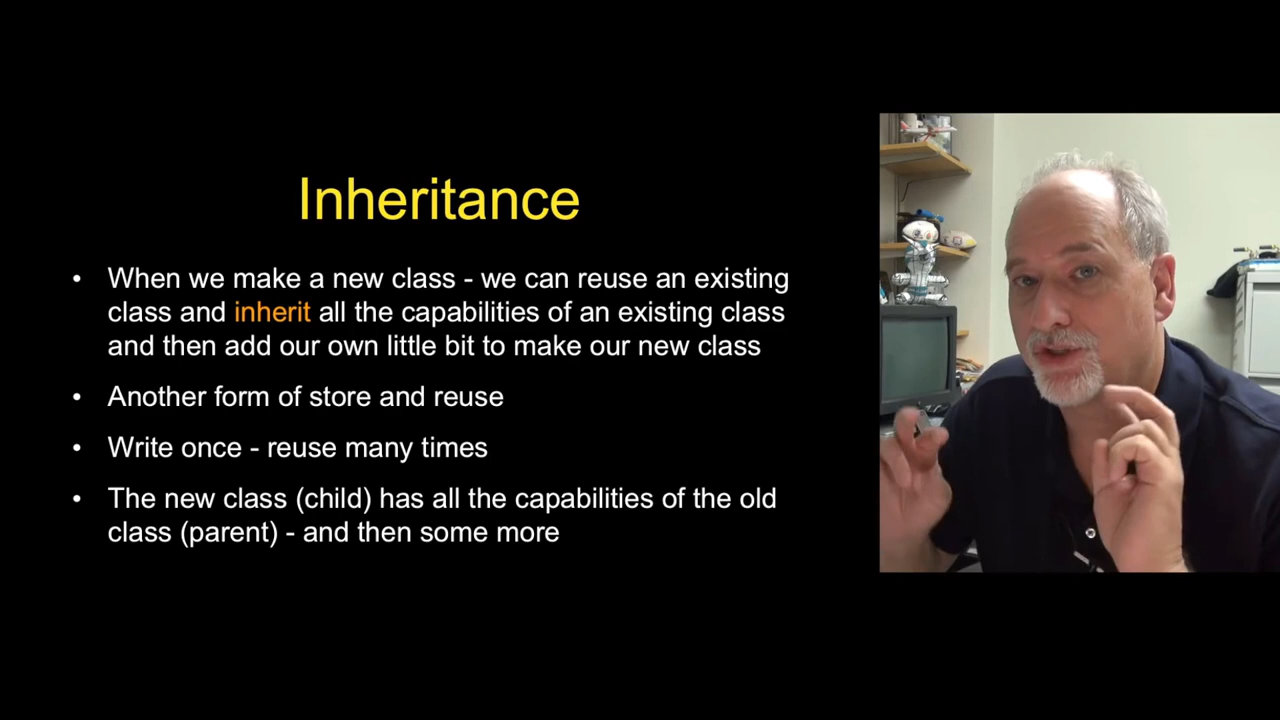 Inheritance
• When we make a new class - we can reuse an existing
class and inherit all the capabilities of an existing class
and then add our own little bit to make our new class
• Another form of store and reuse
• Write once - reuse many times
• The new class (child) has all the capabilities of the old
class (parent) - and then some more